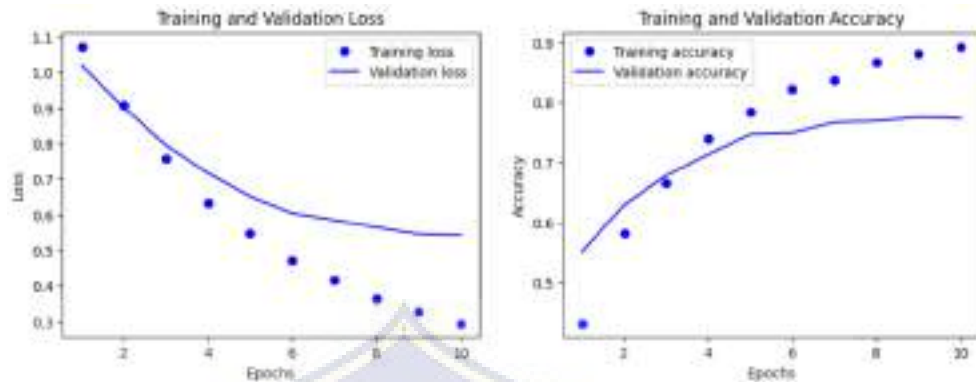 Training and Validation Loss
Training loss
Validation loss
1.1
1.0
0.9
0.8
0.7
0.6
0.5
0.4
0.3
Loss
2
4
6
8
10
Epochs
Training and Validation Accuracy
Training accuracy
Validation accuracy
0.9
0.8
0.7
0.6
0.5
Accuracy
2
4
6
8
10
Epochs